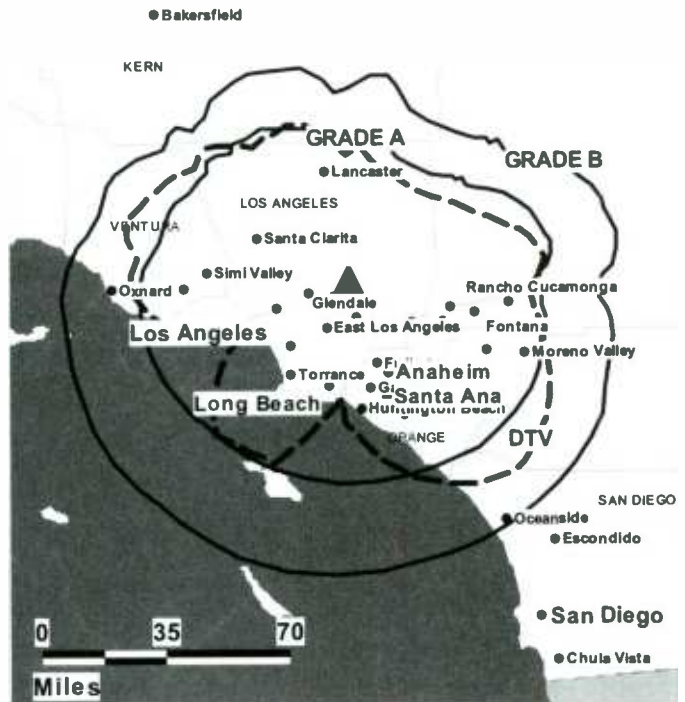 Bakersfield
KERN
GRADE A
GRADE B
Lancaster
LOS ANGELES
VENTURA
Santa Clarita
Simi Valley
Oxnard
Glendale
Rancho Cucamonga
Los Angeles
East Los Angeles
Fontana
Moreno Valley
Torrance
Anaheim
Long Beach
Santa Ana
Huntington Beach
ORANGE
DTV
SAN DIEGO
Oceanside
Escondido
San Diego
Chula Vista
0 35 70
Miles